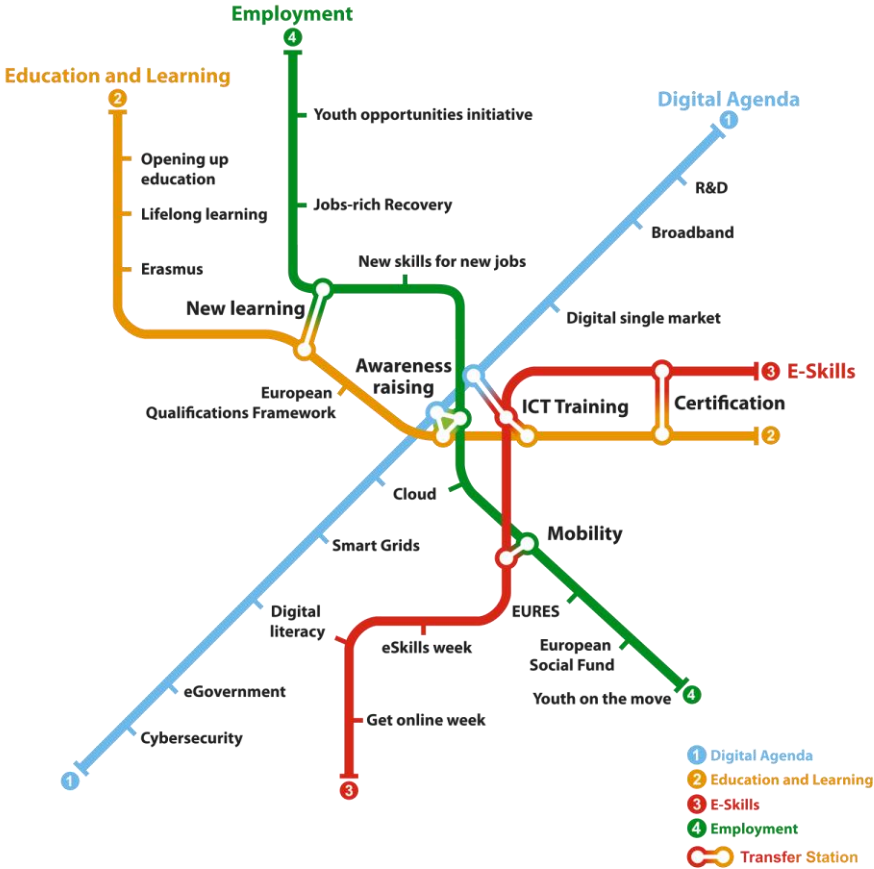 Employment
4
Education and Learning
2
Digital Agenda
1
Youth opportunities initiative
Opening up
education
R&D
Lifelong learning
Jobs-rich Recovery
Broadband
Erasmus
New skills for new jobs
New learning
Digital single market
Awareness
raising
3 E-Skills
European
Qualifications Framework
ICT Training
Certification
2
Cloud
Mobility
Smart Grids
Digital
literacy
EURES
eSkills week
European
Social Fund
eGovernment
Youth on the move
4
Get online week
Cybersecurity
1
3
1 Digital Agenda
2 Education and Learning
3 E-Skills
4 Employment
Transfer Station